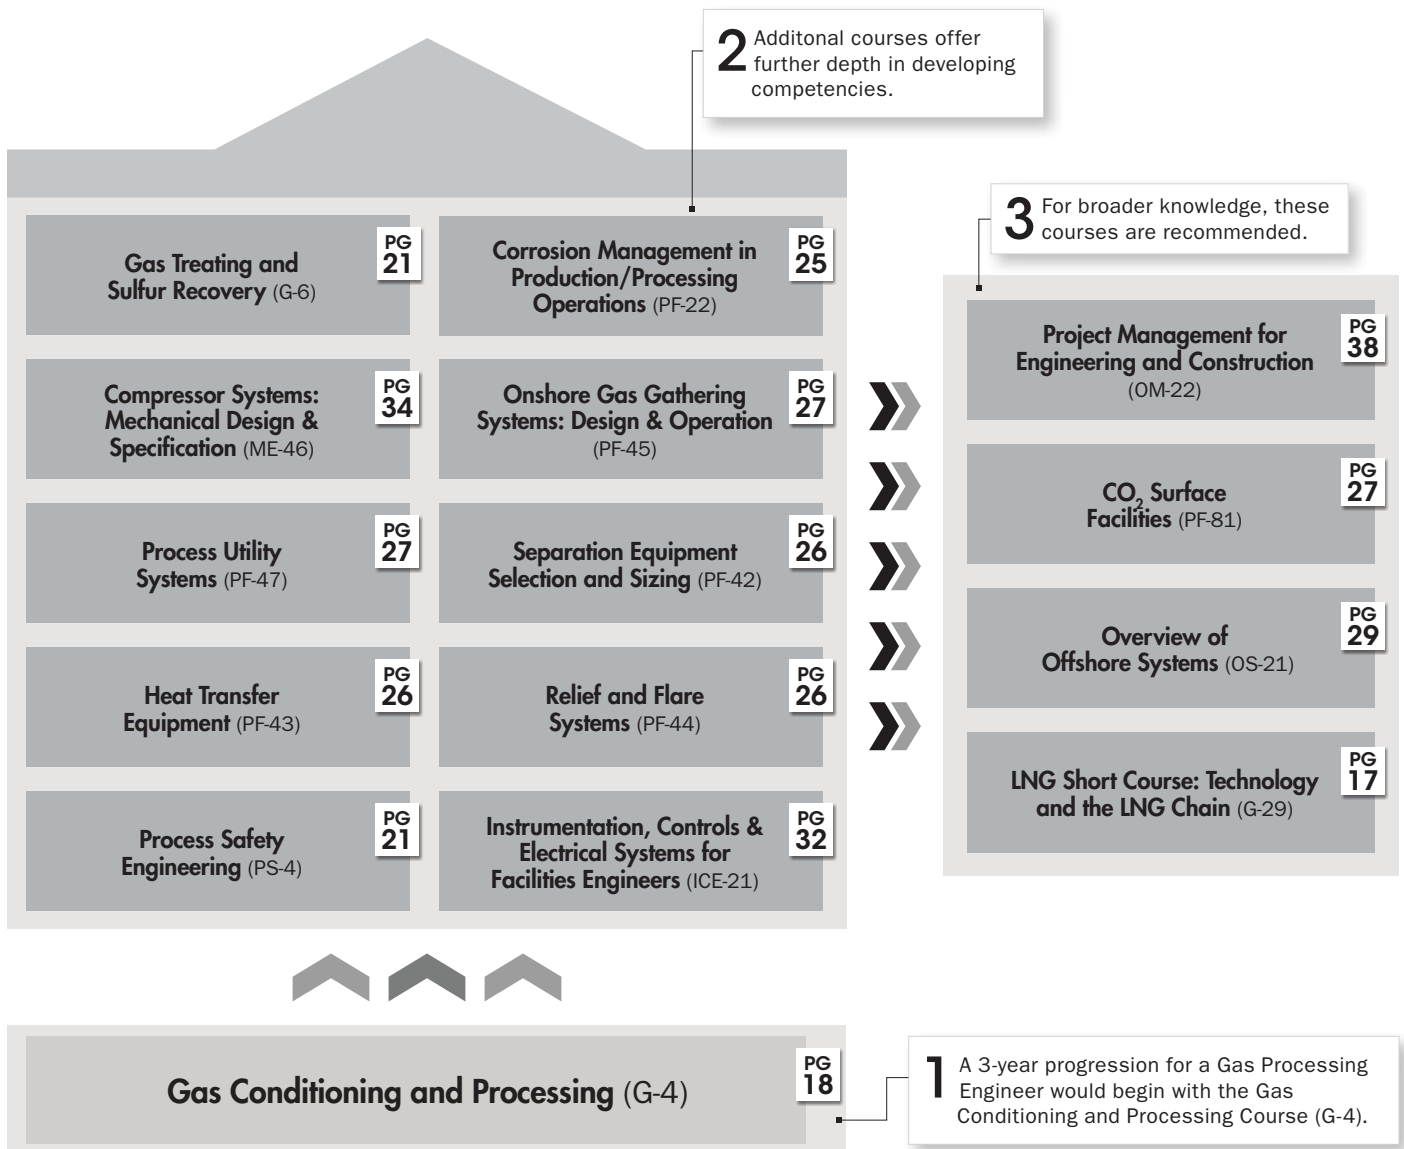 2 Additonal courses offer
further depth in developing
competencies.
3 For broader knowledge, these
courses are recommended.
Gas Treating and
Sulfur Recovery (G-6)
PG
21
Corrosion Management in
Production/Processing
Operations (PF-22)
PG
25
Compressor Systems:
Mechanical Design &
Specification (ME-46)
PG
34
Onshore Gas Gathering
Systems: Design & Operation
(PF-45)
PG
27
Process Utility
Systems (PF-47)
PG
27
Separation Equipment
Selection and Sizing (PF-42)
PG
26
Heat Transfer
Equipment (PF-43)
PG
26
Relief and Flare
Systems (PF-44)
PG
26
Process Safety
Engineering (PS-4)
PG
21
Instrumentation, Controls &
Electrical Systems for
Facilities Engineers (ICE-21)
PG
32
Project Management for
Engineering and Construction
(OM-22)
PG
38
CO₂ Surface
Facilities (PF-81)
PG
27
Overview of
Offshore Systems (OS-21)
PG
29
LNG Short Course: Technology
and the LNG Chain (G-29)
PG
17
Gas Conditioning and Processing (G-4)
PG
18
1 A 3-year progression for a Gas Processing
Engineer would begin with the Gas
Conditioning and Processing Course (G-4).